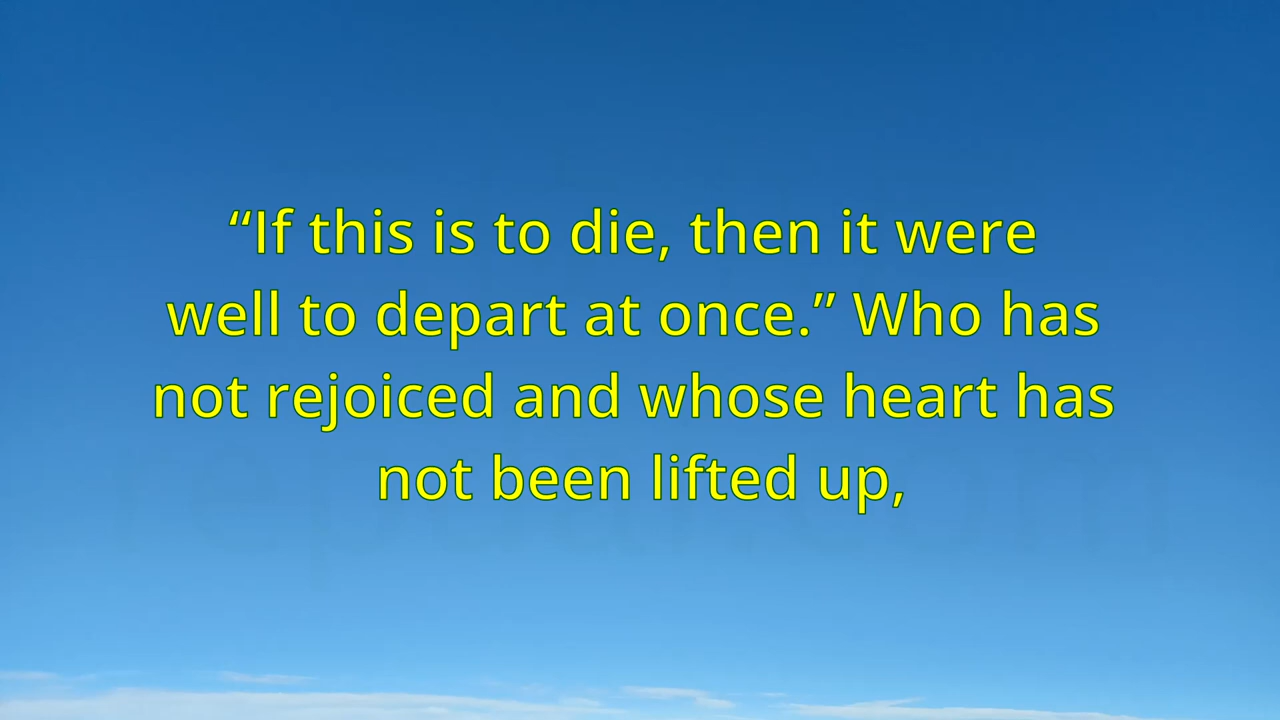 “If this is to die, then it were
well to depart at once.” Who has
not rejoiced and whose heart has
not been lifted up,